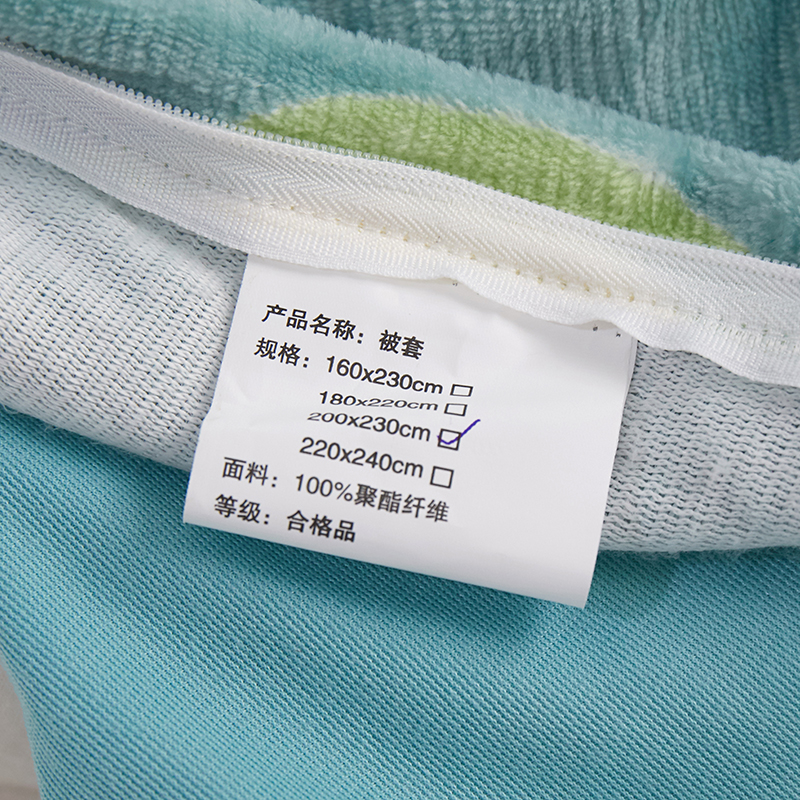 产品名称：被套
规格：160x230cm
180x220cm
200x230cm
220x240cm
面料：100%聚酯纤维
等级：合格品